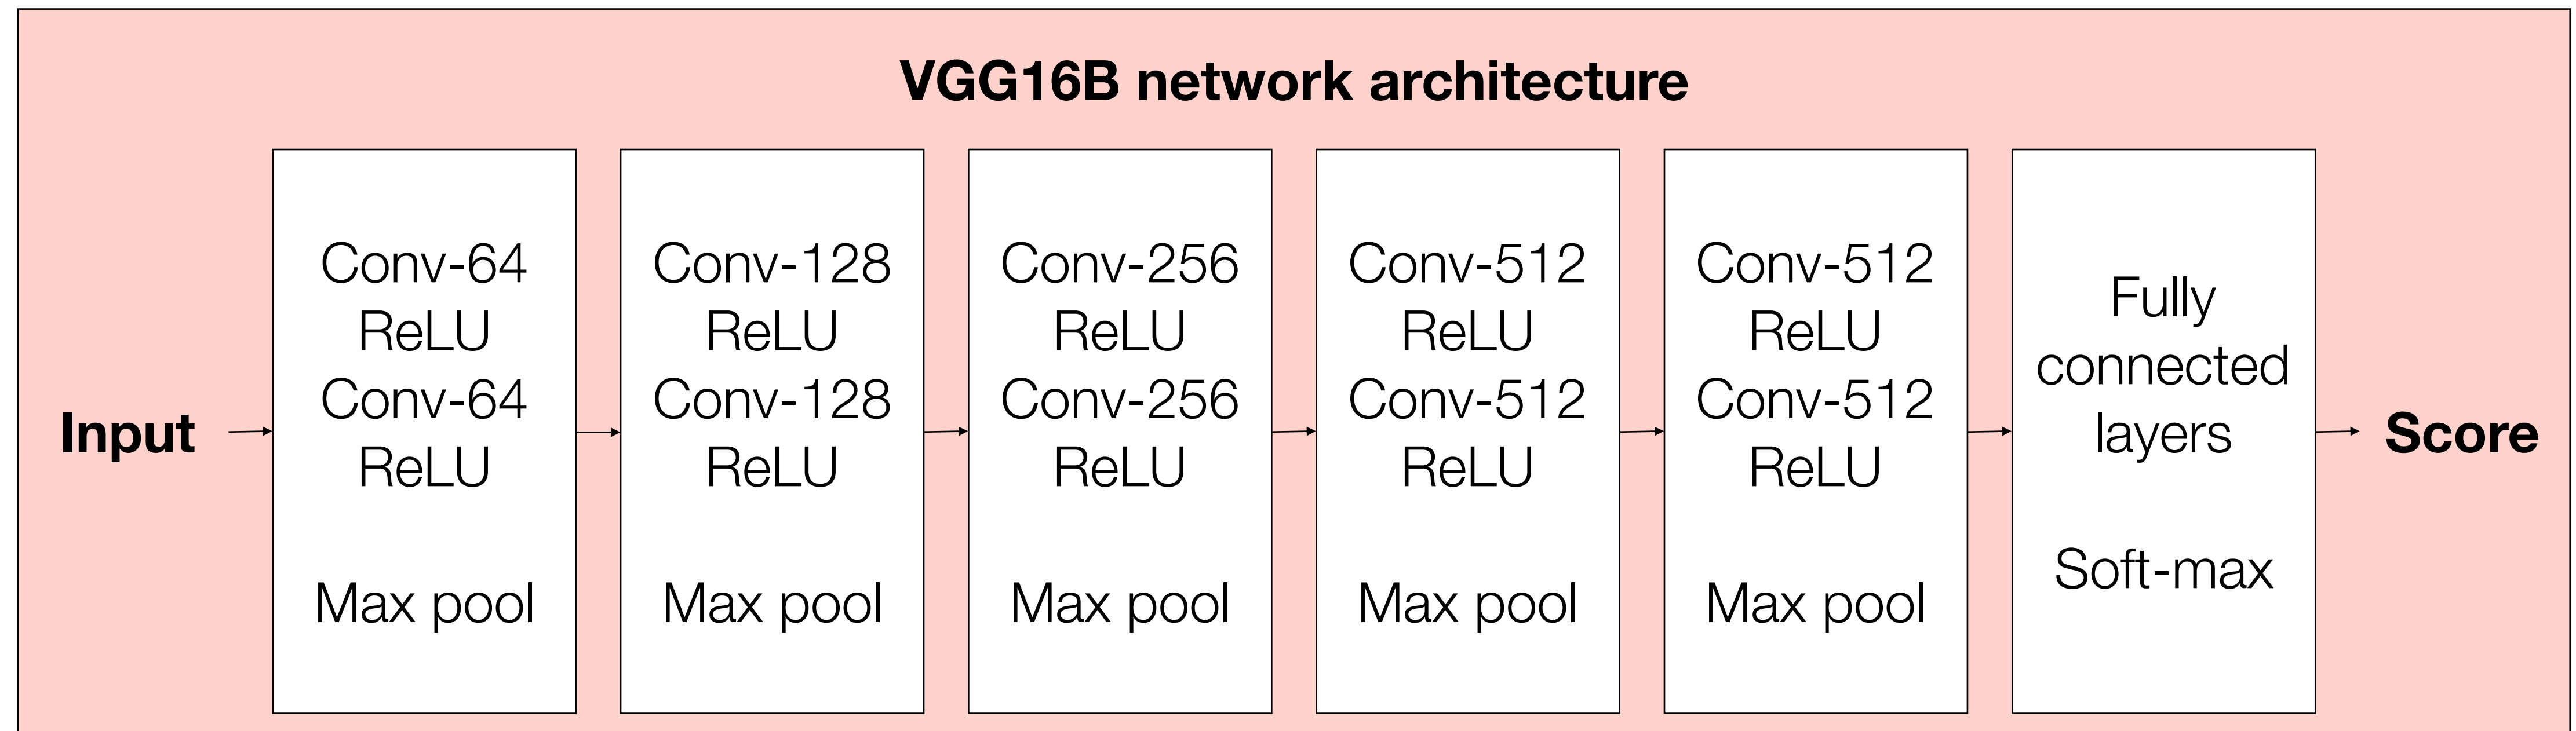 VGG16B network architecture
Input
Conv-64
ReLU
Conv-64
ReLU
Max pool
Conv-128
ReLU
Conv-128
ReLU
Max pool
Conv-256
ReLU
Conv-256
ReLU
Max pool
Conv-512
ReLU
Conv-512
ReLU
Max pool
Conv-512
ReLU
Conv-512
ReLU
Max pool
Fully
connected
layers
Soft-max
Score